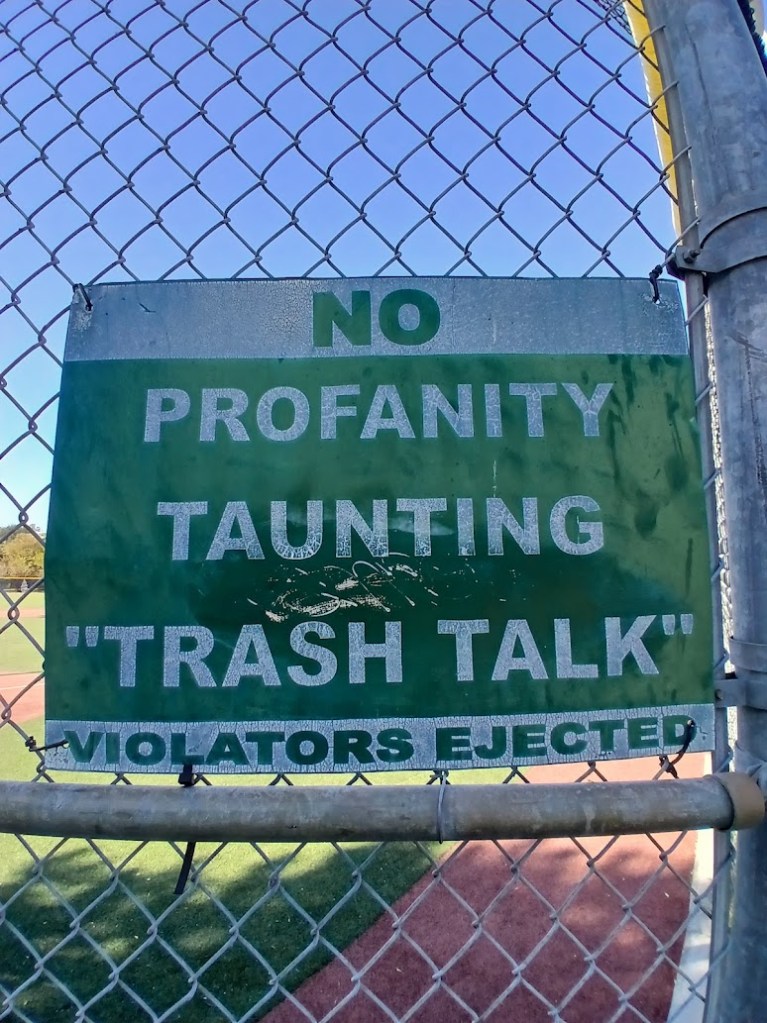 NO
PROFANITY
TAUNTING
"TRASH TALK"
VIOLATORS EJECTED